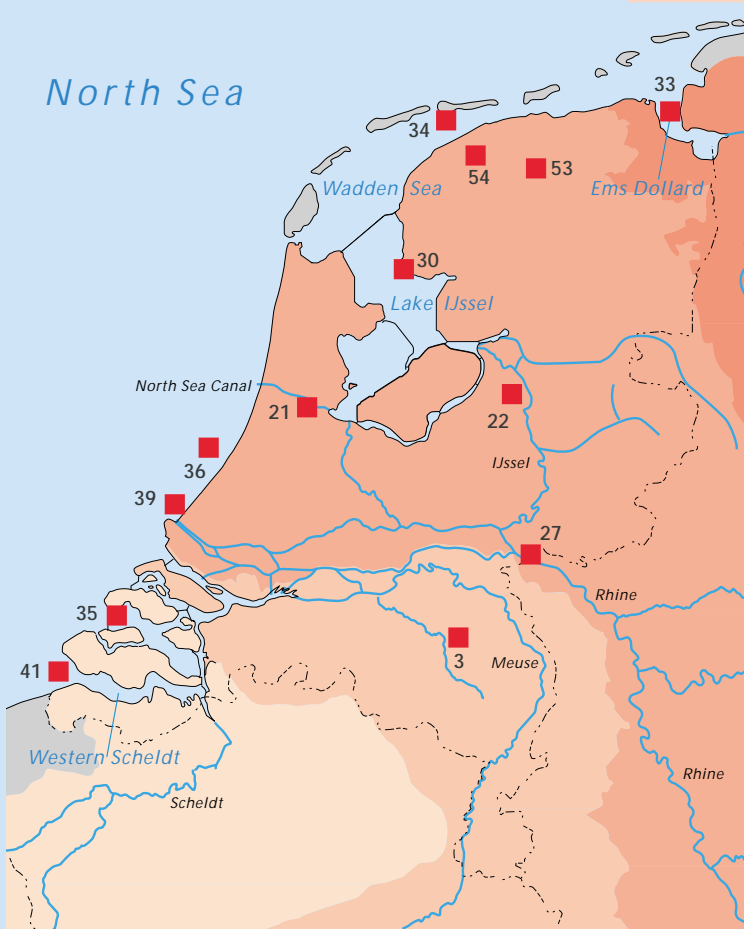 North Sea
33
34
54
53
Wadden Sea
Ems Dollard
30
Lake IJssel
North Sea Canal
21
22
36
IJssel
39
27
Rhine
35
3
Meuse
41
Western Scheldt
Rhine
Scheldt